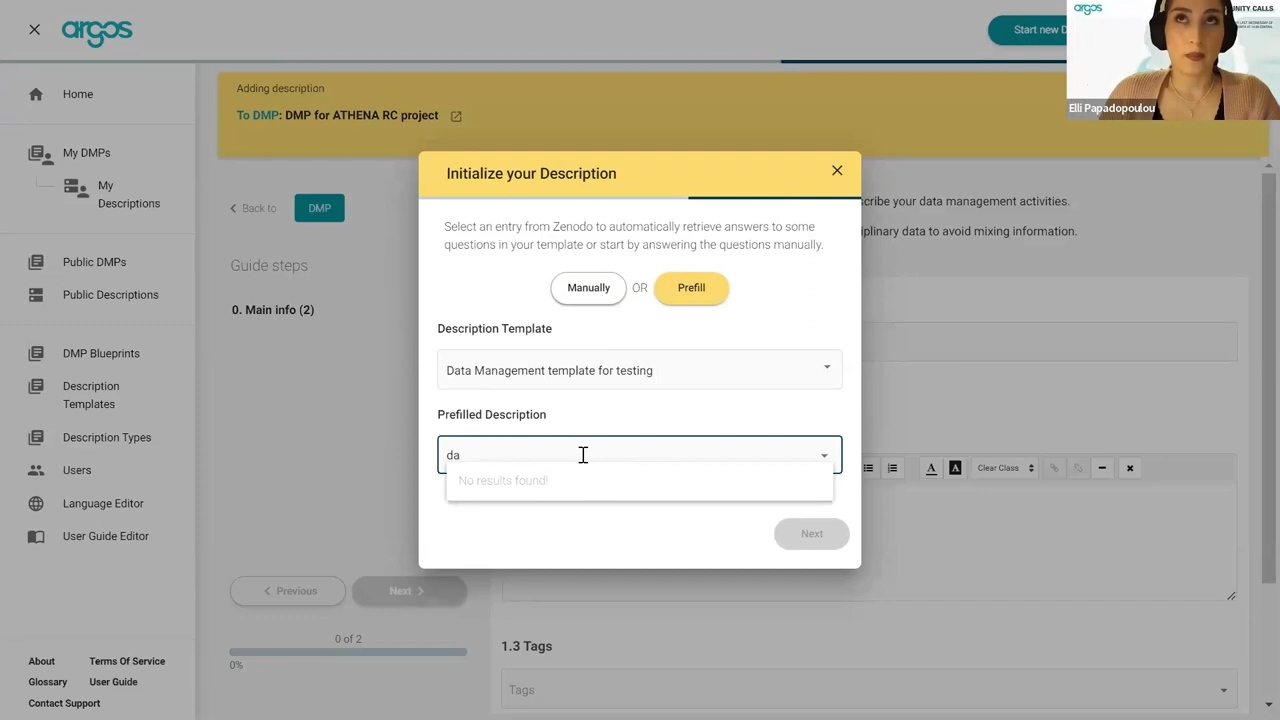 argos
Start new D
argos
UNITY CALLS
Elli Papadopoulou
Home
My DMPs
My
Descriptions
Public DMPs
Public Descriptions
DMP Blueprints
Description
Templates
Description Types
Users
Language Editor
User Guide Editor
About
Terms Of Service
Glossary
User Guide
Contact Support
Adding description
To DMP: DMP for ATHENA RC project
Back to
DMP
Guide steps
0. Main info (2)
Previous
Next
0 of 2
0%
cribe your data management activities.
iplinary data to avoid mixing information.
Initialize your Description
Select an entry from Zenodo to automatically retrieve answers to some
questions in your template or start by answering the questions manually.
Manually
OR
Prefill
Description Template
Data Management template for testing
Prefilled Description
da
No results found!
Next
A
A
Clear Class
1.3 Tags
Tags